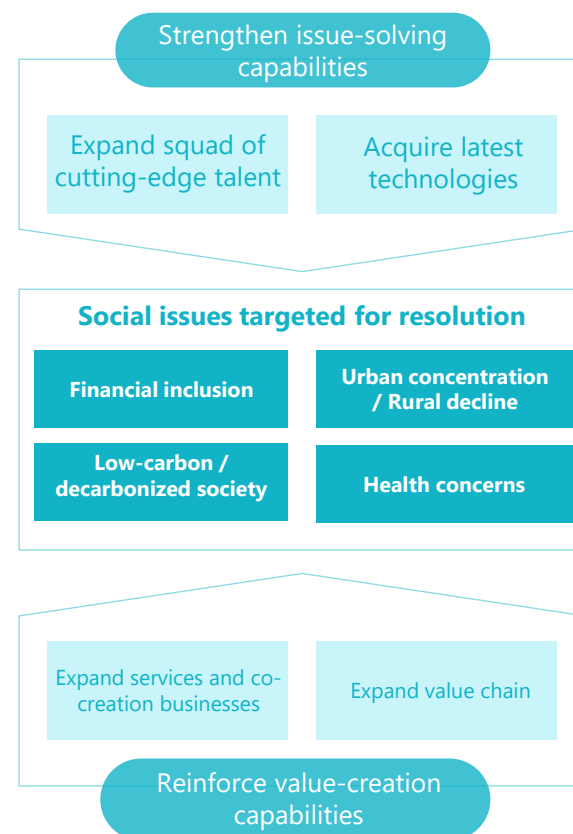 Strengthen issue-solving
capabilities
Expand squad of
cutting-edge talent
Acquire latest
technologies
Social issues targeted for resolution
Financial inclusion
Urban concentration
/ Rural decline
Low-carbon /
decarbonized society
Health concerns
Expand services and co-
creation businesses
Expand value chain
Reinforce value-creation
capabilities